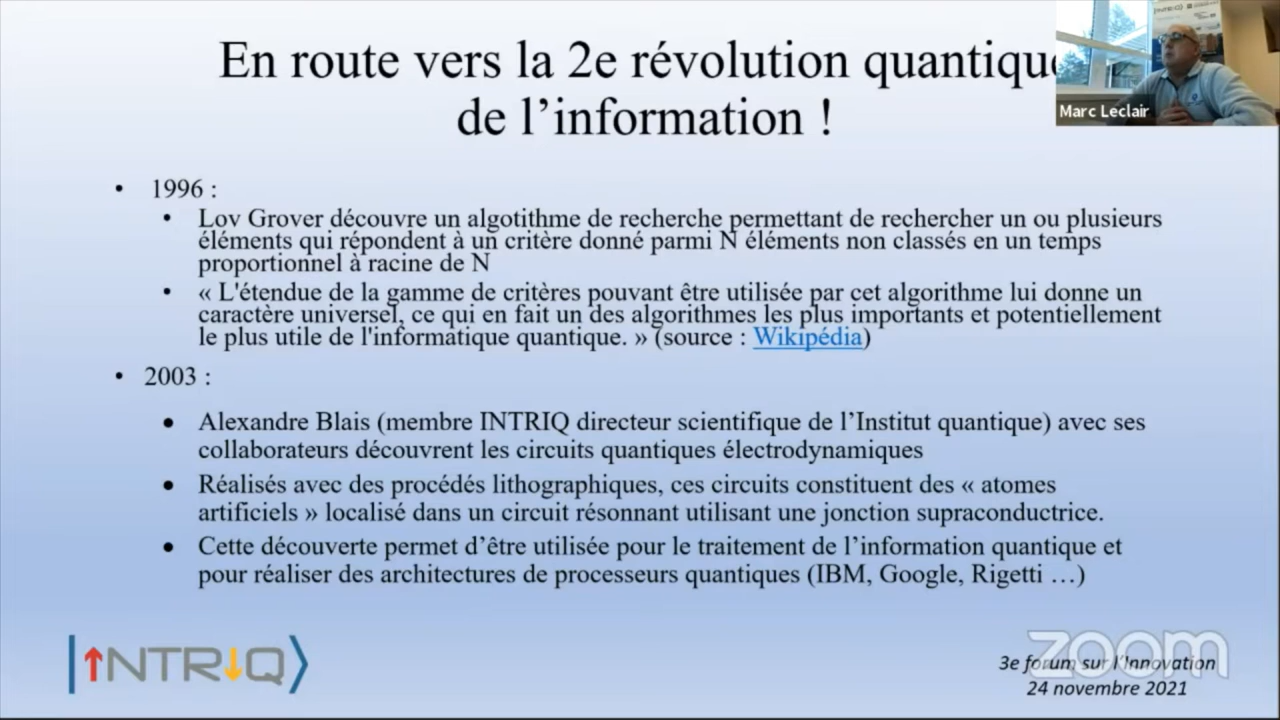 En route vers la 2e révolution quantique
de l'information !
Marc Leclair
• 1996 :
• Lov Grover découvre un algotithme de recherche permettant de rechercher un ou plusieurs
éléments qui répondent à un critère donné parmi N éléments non classés en un temps
proportionnel à racine de N
• « L'étendue de la gamme de critères pouvant être utilisée par cet algorithme lui donne un
caractère universel, ce qui en fait un des algorithmes les plus importants et potentiellement
le plus utile de l'informatique quantique. » (source : Wikipédia)
• 2003 :
• Alexandre Blais (membre INTRIQ directeur scientifique de l'Institut quantique) avec ses
collaborateurs découvrent les circuits quantiques électrodynamiques
• Réalisés avec des procédés lithographiques, ces circuits constituent des « atomes
artificiels » localisé dans un circuit résonnant utilisant une jonction supraconductrice.
• Cette découverte permet d'être utilisée pour le traitement de l'information quantique et
pour réaliser des architectures de processeurs quantiques (IBM, Google, Rigetti …)
INTRIQ
zoom
3e forum sur l'Innovation
24 novembre 2021